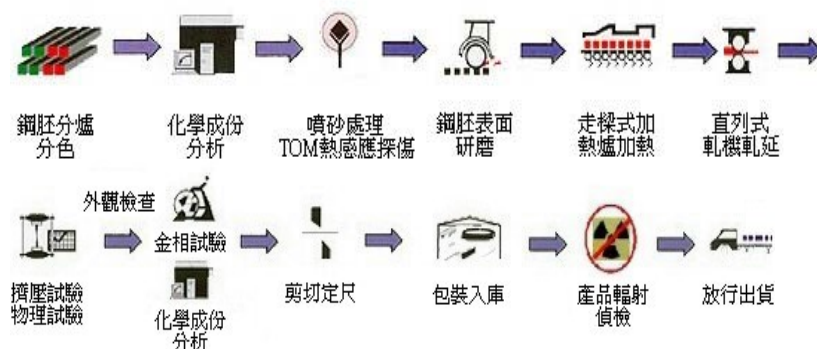 鋼胚分爐
分色
化學成份
分析
噴砂處理
TOM熱感應探傷
鋼胚表面
研磨
走樑式加
熱爐加熱
直列式
軋機軋延
擠壓試驗
物理試驗
外觀檢查
金相試驗
化學成份
分析
剪切定尺
包裝入庫
產品輻射
偵檢
放行出貨